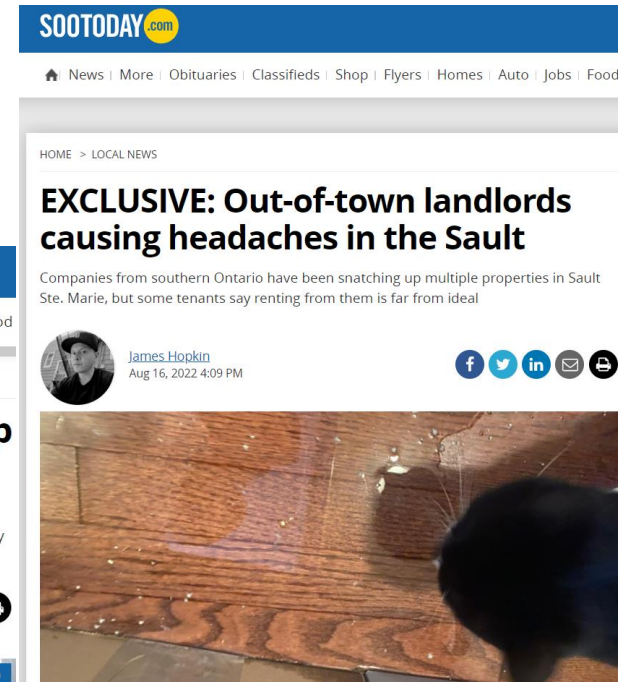 SOOTODAY .com
News | More | Obituaries | Classifieds | Shop | Flyers | Homes | Auto | Jobs | Food
HOME > LOCAL NEWS
EXCLUSIVE: Out-of-town landlords
causing headaches in the Sault
Companies from southern Ontario have been snatching up multiple properties in Sault
Ste. Marie, but some tenants say renting from them is far from ideal
James Hopkin
Aug 16, 2022 4:09 PM
f in